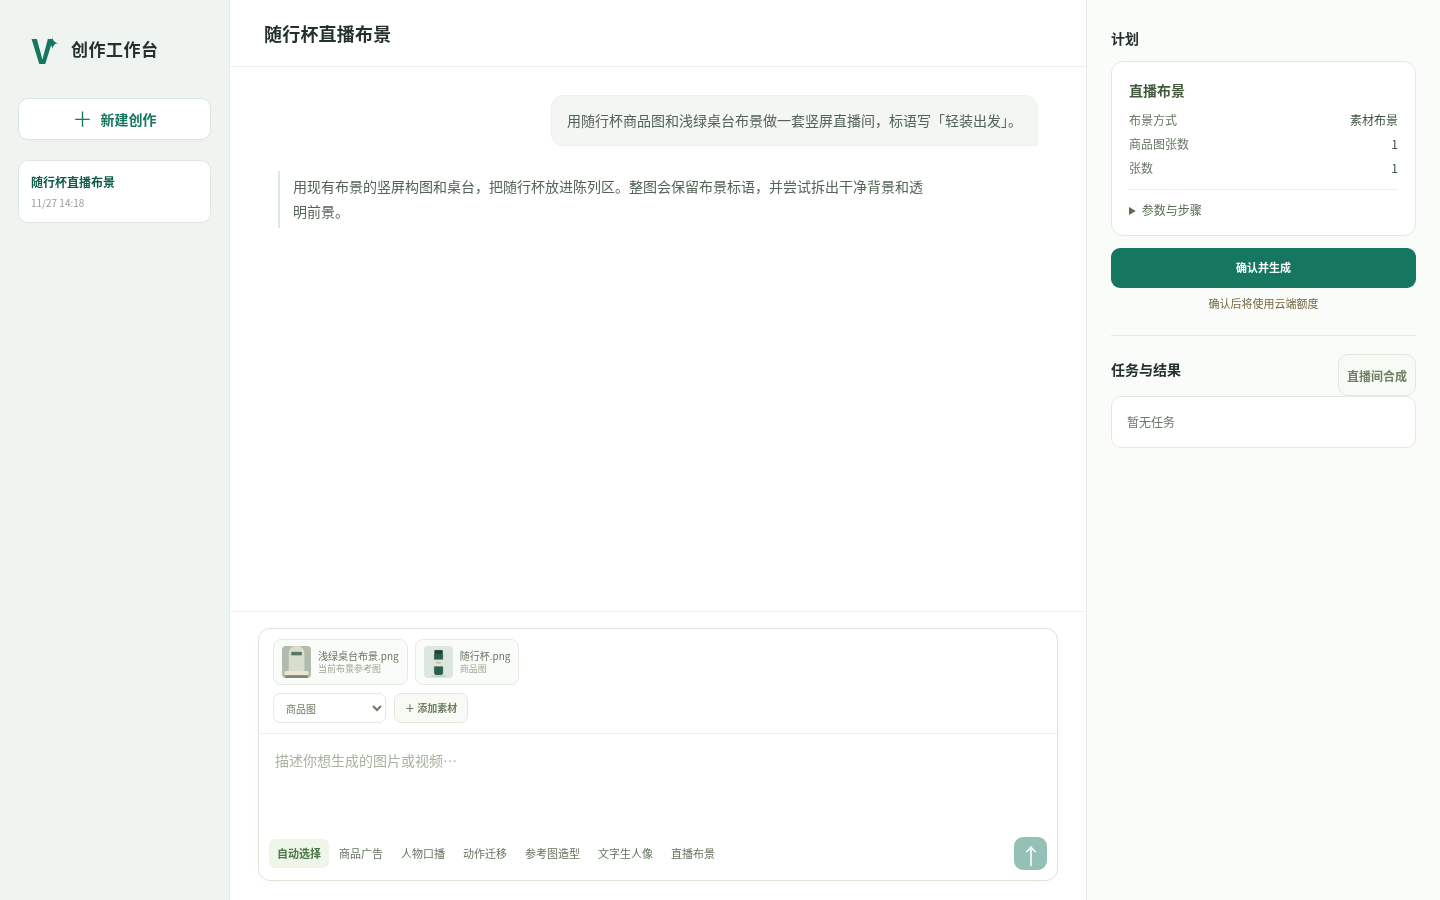 创作工作台
新建创作
随行杯直播布景
11/27 14:18
随行杯直播布景
用随行杯商品图和浅绿桌台布景做一套竖屏直播间，标语写「轻装出发」。
用现有布景的竖屏构图和桌台，把随行杯放进陈列区。整图会保留布景标语，并尝试拆出干净背景和透
明前景。
浅绿桌台布景.png
当前布景参考图
随行杯.png
商品图
商品图
＋ 添加素材
描述你想生成的图片或视频…
自动选择 商品广告 人物口播 动作迁移 参考图造型 文字生人像 直播布景
计划
直播布景
布景方式 素材布景
商品图张数 1
张数 1
参数与步骤
确认并生成
确认后将使用云端额度
任务与结果
直播间合成
暂无任务